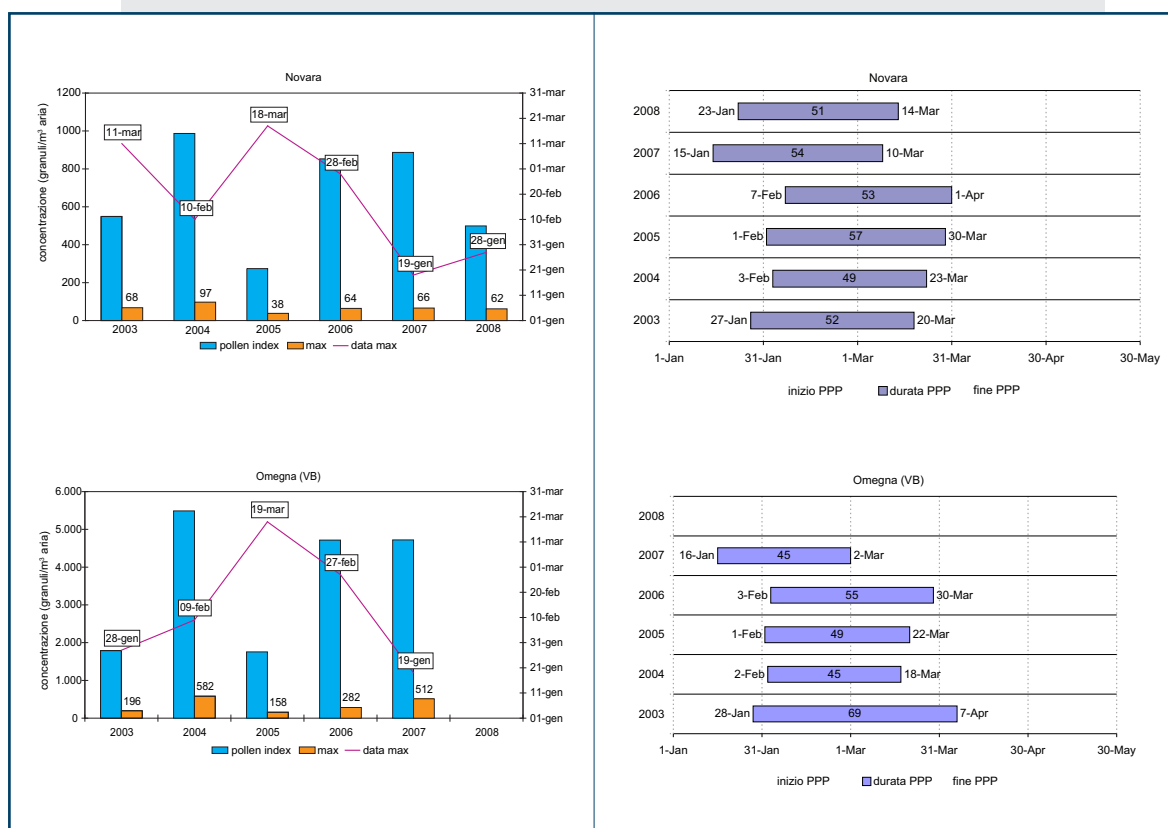 Novara
concentrazione (granuli/m³ aria)
1200
1000
800
600
400
200
0
31-mar
21-mar
11-mar
01-mar
20-feb
10-feb
31-gen
21-gen
11-gen
01-gen
11-mar
10-feb
18-mar
28-feb
19-gen
28-gen
68
97
38
64
66
62
2003 2004 2005 2006 2007 2008
pollen index max data max
Novara
2008 23-Jan 51 14-Mar
2007 15-Jan 54 10-Mar
2006 7-Feb 53 1-Apr
2005 1-Feb 57 30-Mar
2004 3-Feb 49 23-Mar
2003 27-Jan 52 20-Mar
1-Jan 31-Jan 1-Mar 31-Mar 30-Apr 30-May
inizio PPP durata PPP fine PPP
Omegna (VB)
concentrazione (granuli/m³ aria)
6.000
5.000
4.000
3.000
2.000
1.000
0
31-mar
21-mar
11-mar
01-mar
20-feb
10-feb
31-gen
21-gen
11-gen
01-gen
28-gen
09-feb
19-mar
27-feb
19-gen
196
582
158
282
512
2003 2004 2005 2006 2007 2008
pollen index max data max
Omegna (VB)
2008
2007 16-Jan 45 2-Mar
2006 3-Feb 55 30-Mar
2005 1-Feb 49 22-Mar
2004 2-Feb 45 18-Mar
2003 28-Jan 69 7-Apr
1-Jan 31-Jan 1-Mar 31-Mar 30-Apr 30-May
inizio PPP durata PPP fine PPP